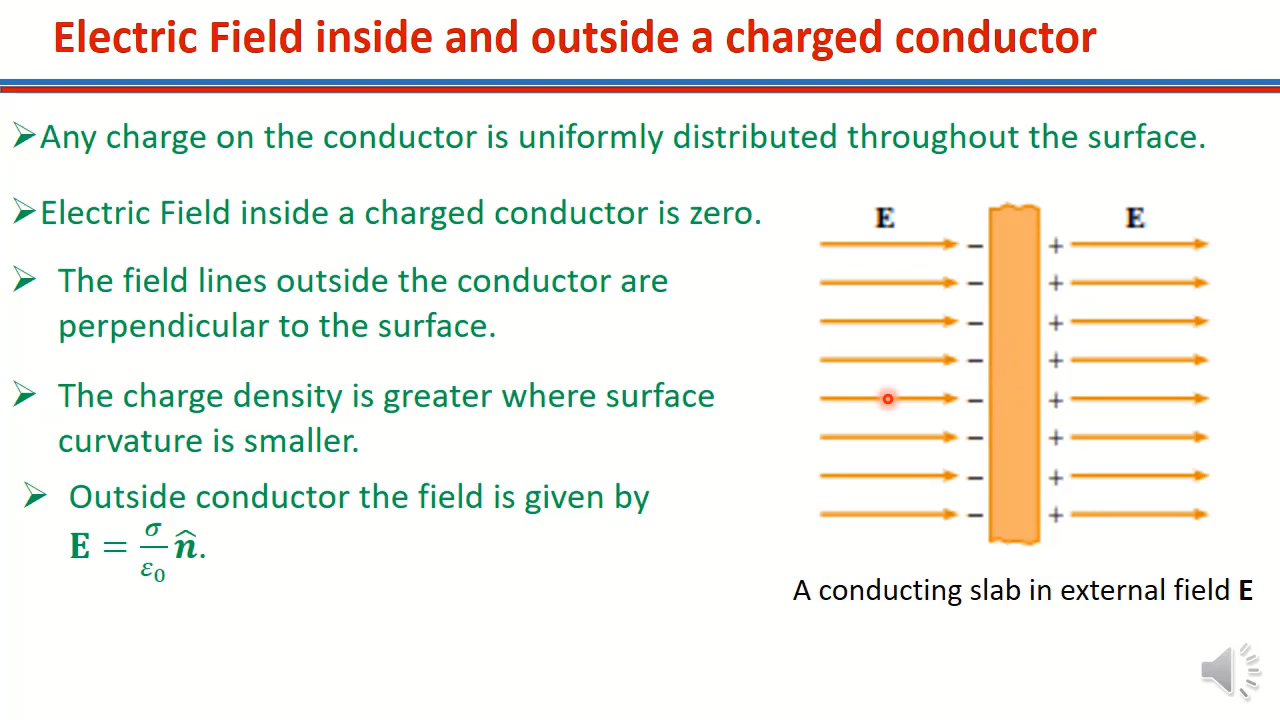 Electric Field inside and outside a charged conductor
➢Any charge on the conductor is uniformly distributed throughout the surface.
➢Electric Field inside a charged conductor is zero.
➢ The field lines outside the conductor are
perpendicular to the surface.
➢ The charge density is greater where surface
curvature is smaller.
➢ Outside conductor the field is given by
E = σ/ε₀ n̂.
E E
− +
− +
− +
− +
− +
− +
− +
− +
A conducting slab in external field E